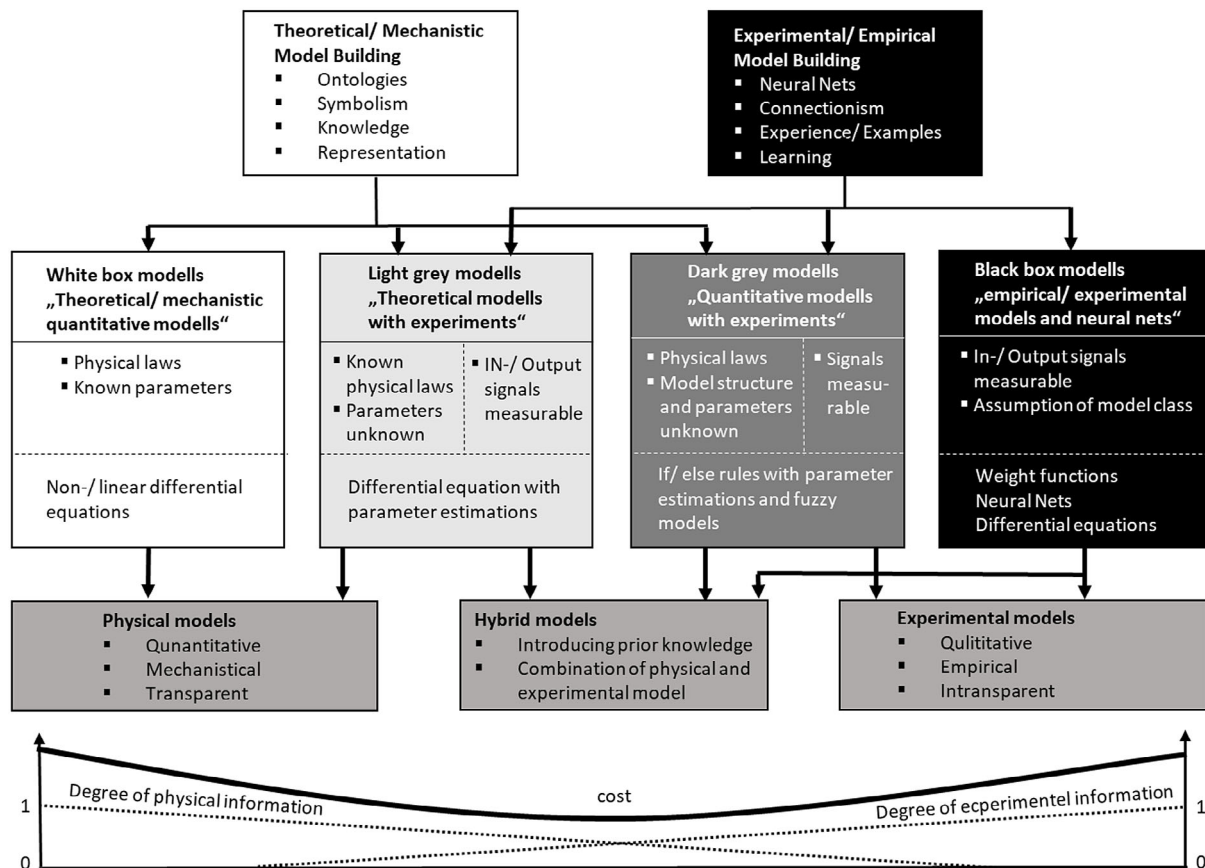 Theoretical/ Mechanistic
Model Building
▪ Ontologies
▪ Symbolism
▪ Knowledge
▪ Representation
Experimental/ Empirical
Model Building
▪ Neural Nets
▪ Connectionism
▪ Experience/ Examples
▪ Learning
White box modells
„Theoretical/ mechanistic
quantitative modells“
▪ Physical laws
▪ Known parameters
Non-/ linear differential
equations
Light grey modells
„Theoretical modells
with experiments“
▪ Known
physical laws
▪ Parameters
unknown
▪ IN-/ Output
signals
measurable
Differential equation with
parameter estimations
Dark grey modells
„Quantitative modells
with experiments“
▪ Physical laws
▪ Model structure
and parameters
unknown
▪ Signals
measu-
rable
If/ else rules with parameter
estimations and fuzzy
models
Black box modells
„empirical/ experimental
models and neural nets“
▪ In-/ Output signals
measurable
▪ Assumption of model class
Weight functions
Neural Nets
Differential equations
Physical models
▪ Qunantitative
▪ Mechanistical
▪ Transparent
Hybrid models
▪ Introducing prior knowledge
▪ Combination of physical and
experimental model
Experimental models
▪ Qulititative
▪ Empirical
▪ Intransparent
Degree of physical information
cost
Degree of ecperimentel information
1
1
0
0